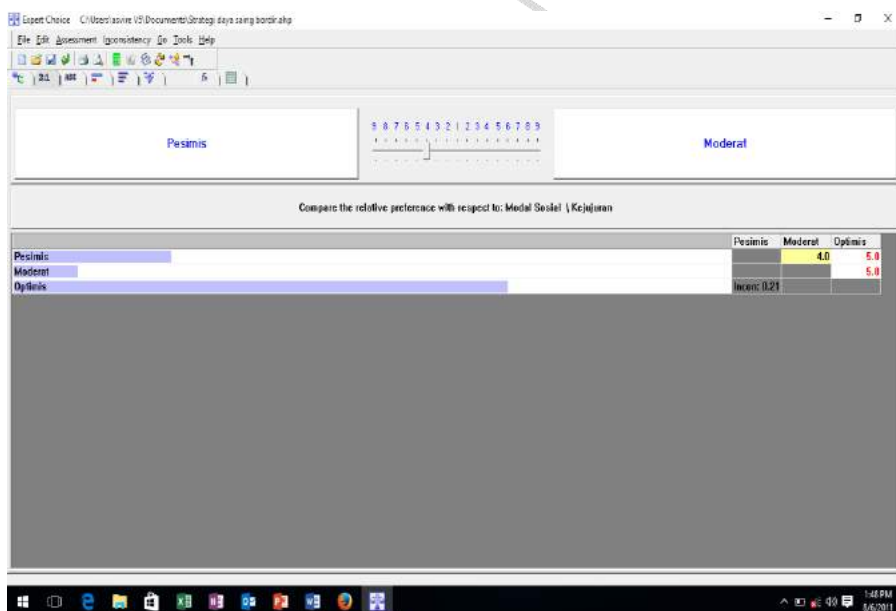 Expert Choice C:\Users\asvire V5\Documents\Strategi daya saing bordir.ahp
File Edit Assessment Inconsistency Go Tools Help
Pesimis
9 8 7 6 5 4 3 2 1 2 3 4 5 6 7 8 9
Moderat
Compare the relative preference with respect to: Modal Sosial \ Kejujuran
Pesimis Moderat Optimis
Pesimis 4.0 5.0
Moderat 5.0
Optimis Incon: 0.21
1:48 PM